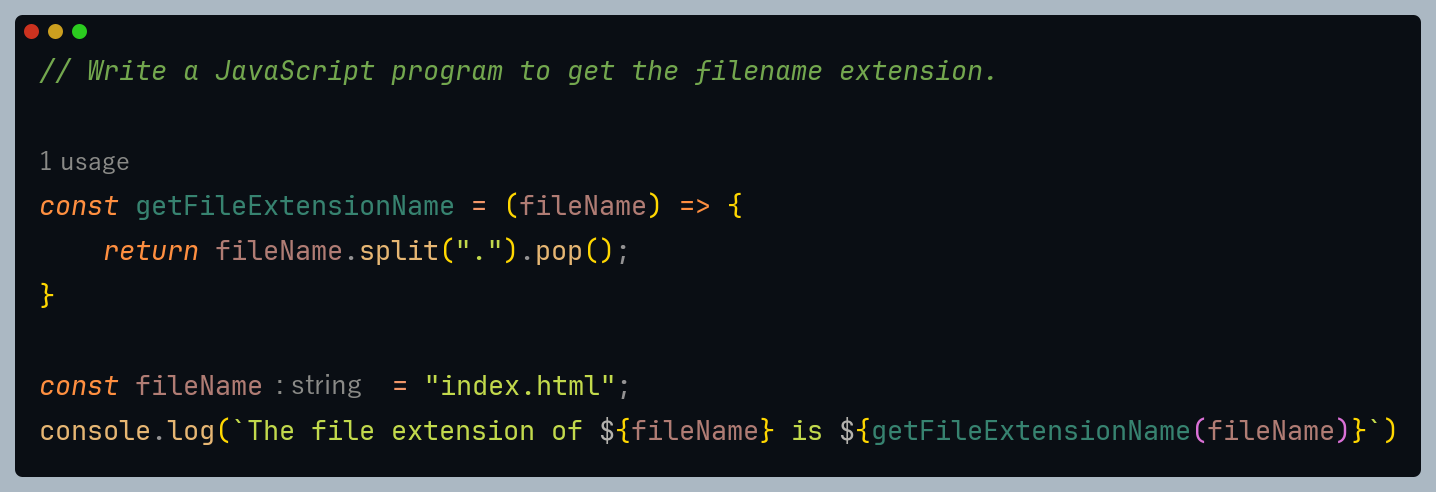 // Write a JavaScript program to get the filename extension.
1 usage
const getFileExtensionName = (fileName) => {
    return fileName.split(".").pop();
}
const fileName : string = "index.html";
console.log(`The file extension of ${fileName} is ${getFileExtensionName(fileName)}`)